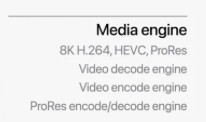 Media engine
8K H.264, HEVC, ProRes
Video decode engine
Video encode engine
ProRes encode/decode engine